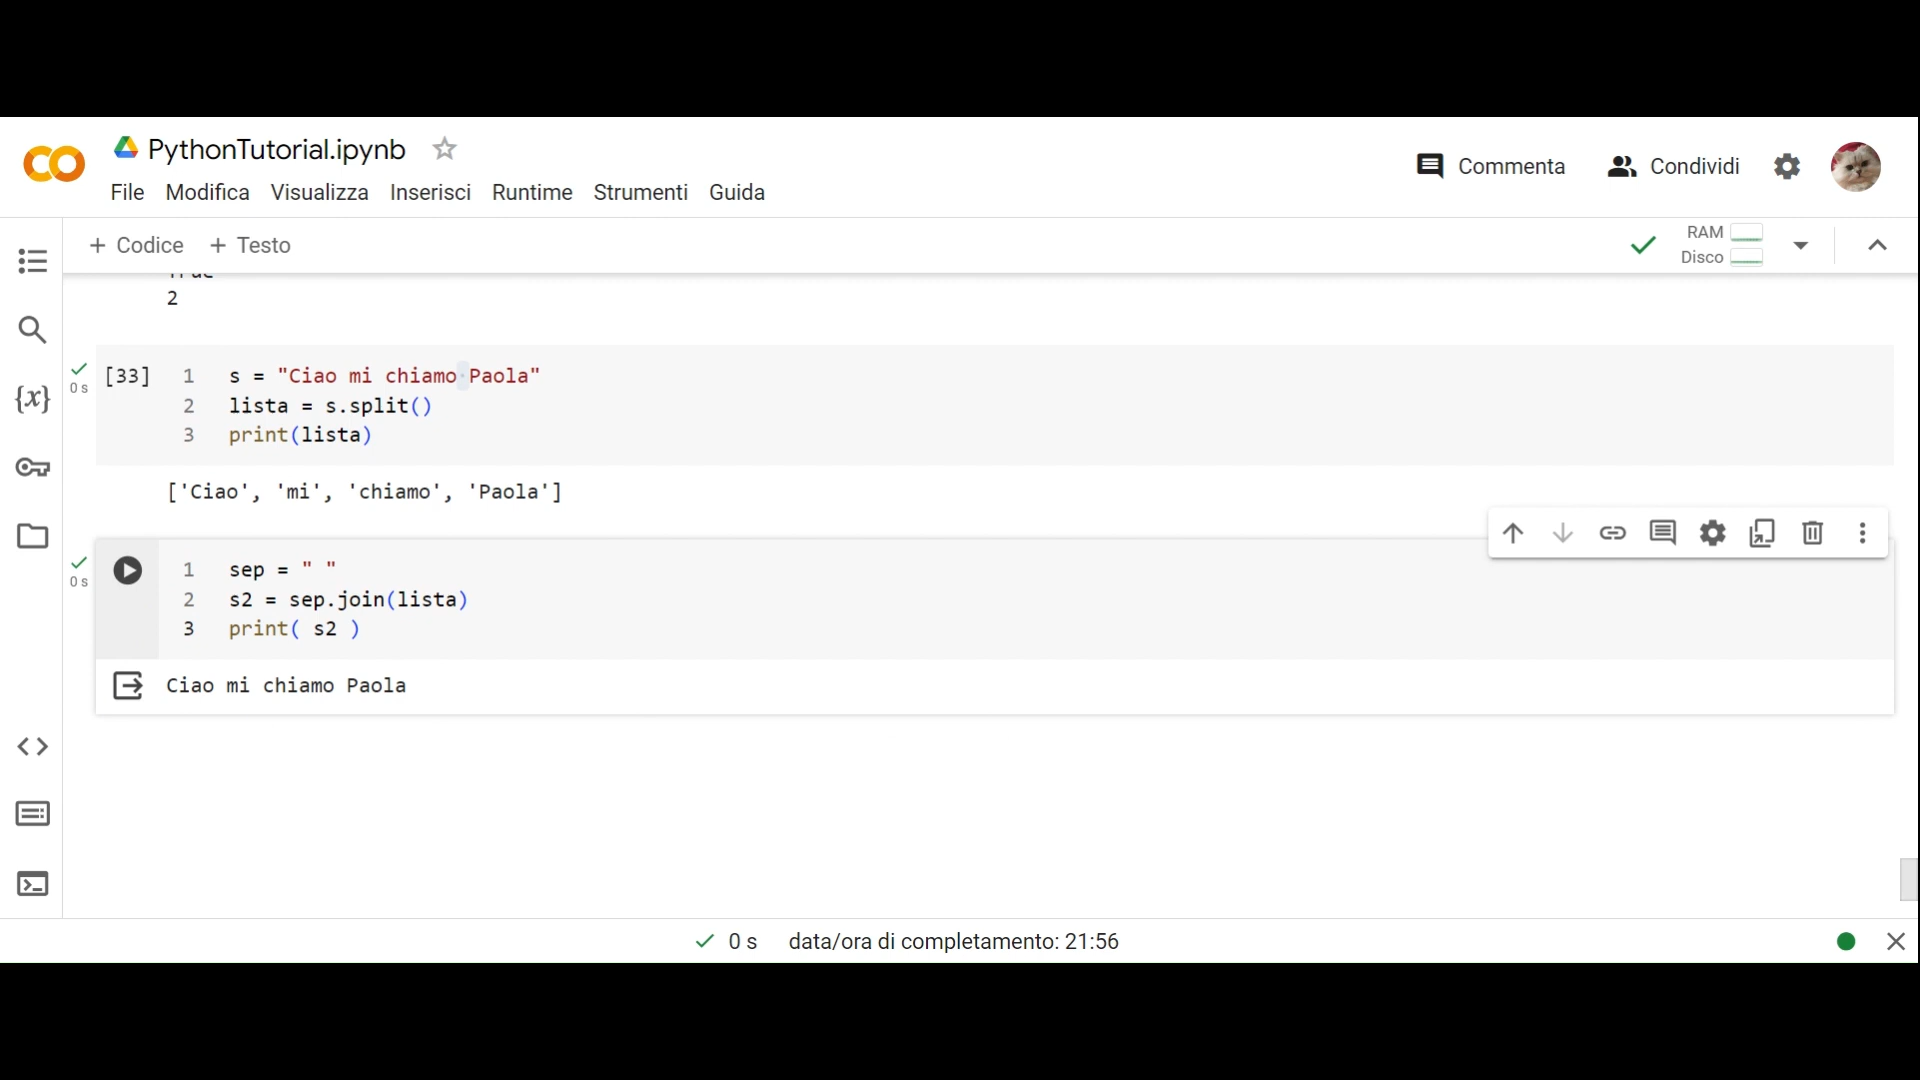 PythonTutorial.ipynb
File Modifica Visualizza Inserisci Runtime Strumenti Guida
Commenta Condividi
+ Codice + Testo
RAM
Disco
2
0 s
[33]
1 s = "Ciao mi chiamo Paola"
2 lista = s.split()
3 print(lista)
['Ciao', 'mi', 'chiamo', 'Paola']
0 s
1 sep = " "
2 s2 = sep.join(lista)
3 print( s2 )
Ciao mi chiamo Paola
0 s data/ora di completamento: 21:56